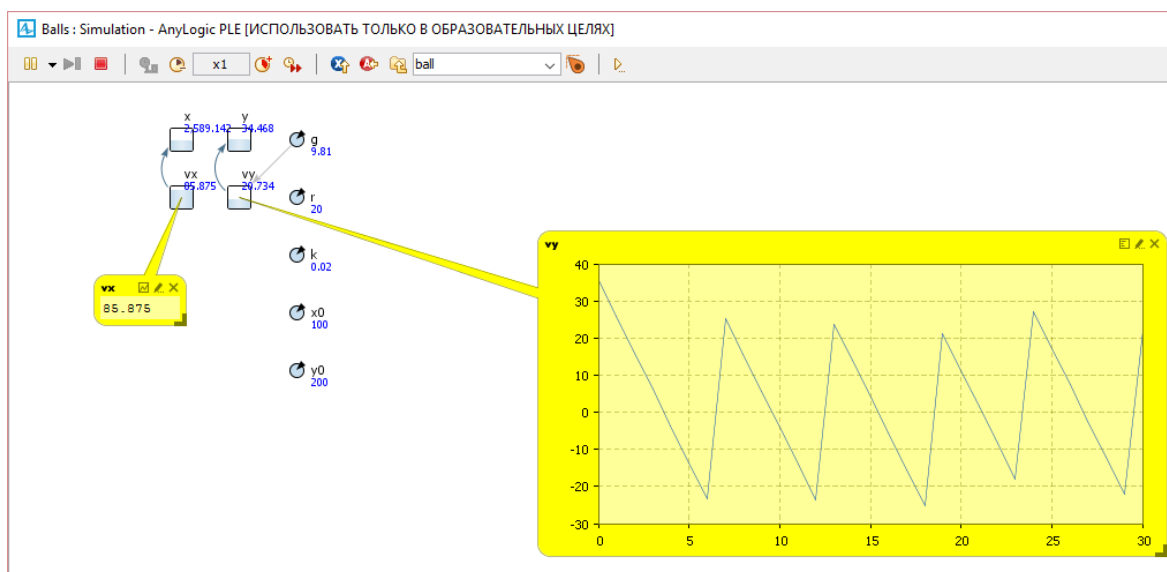 Balls : Simulation - AnyLogic PLE [ИСПОЛЬЗОВАТЬ ТОЛЬКО В ОБРАЗОВАТЕЛЬНЫХ ЦЕЛЯХ]
x1 ball
x y
2,589.142 34.468
g
9.81
vx vy
85.875 20.734
r
20
k
0.02
x0
100
y0
200
vx
85.875
vy
40
30
20
10
0
-10
-20
-30
0 5 10 15 20 25 30